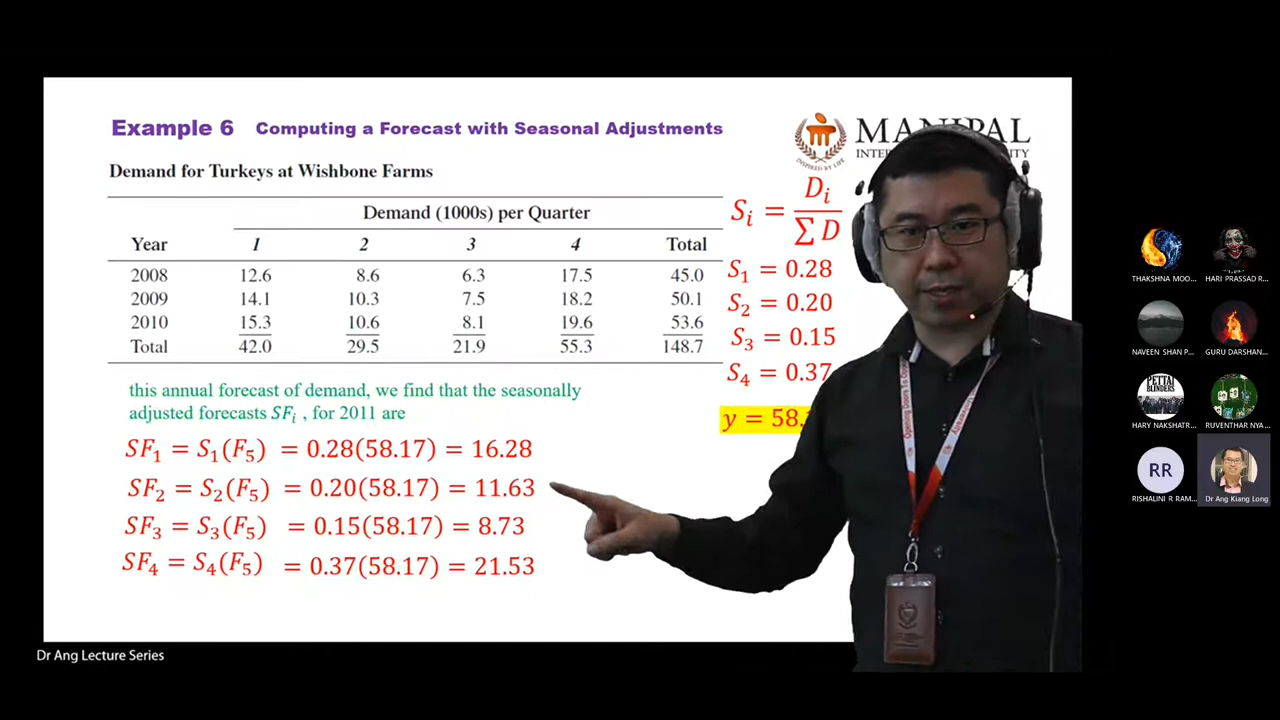 Example 6 Computing a Forecast with Seasonal Adjustments
MANIPAL
INTE
INSPIRED BY LIFE
Demand for Turkeys at Wishbone Farms
Demand (1000s) per Quarter
Year 1 2 3 4 Total
2008 12.6 8.6 6.3 17.5 45.0
2009 14.1 10.3 7.5 18.2 50.1
2010 15.3 10.6 8.1 19.6 53.6
Total 42.0 29.5 21.9 55.3 148.7
Sᵢ = Dᵢ / ∑ D
S₁ = 0.28
S₂ = 0.20
S₃ = 0.15
S₄ = 0.37
y = 58.
this annual forecast of demand, we find that the seasonally
adjusted forecasts SFᵢ , for 2011 are
SF₁ = S₁(F₅) = 0.28(58.17) = 16.28
SF₂ = S₂(F₅) = 0.20(58.17) = 11.63
SF₃ = S₃(F₅) = 0.15(58.17) = 8.73
SF₄ = S₄(F₅) = 0.37(58.17) = 21.53
Dr Ang Lecture Series
THAKSHNA MOO... HARI PRASSAD R...
NAVEEN SHAN P... GURU DARSHAN...
PETTAI
BLINDERS
HARY NAKSHATR... RUVENTHAR NYA...
RR
RISHALINI R RAM... Dr Ang Kiang Long